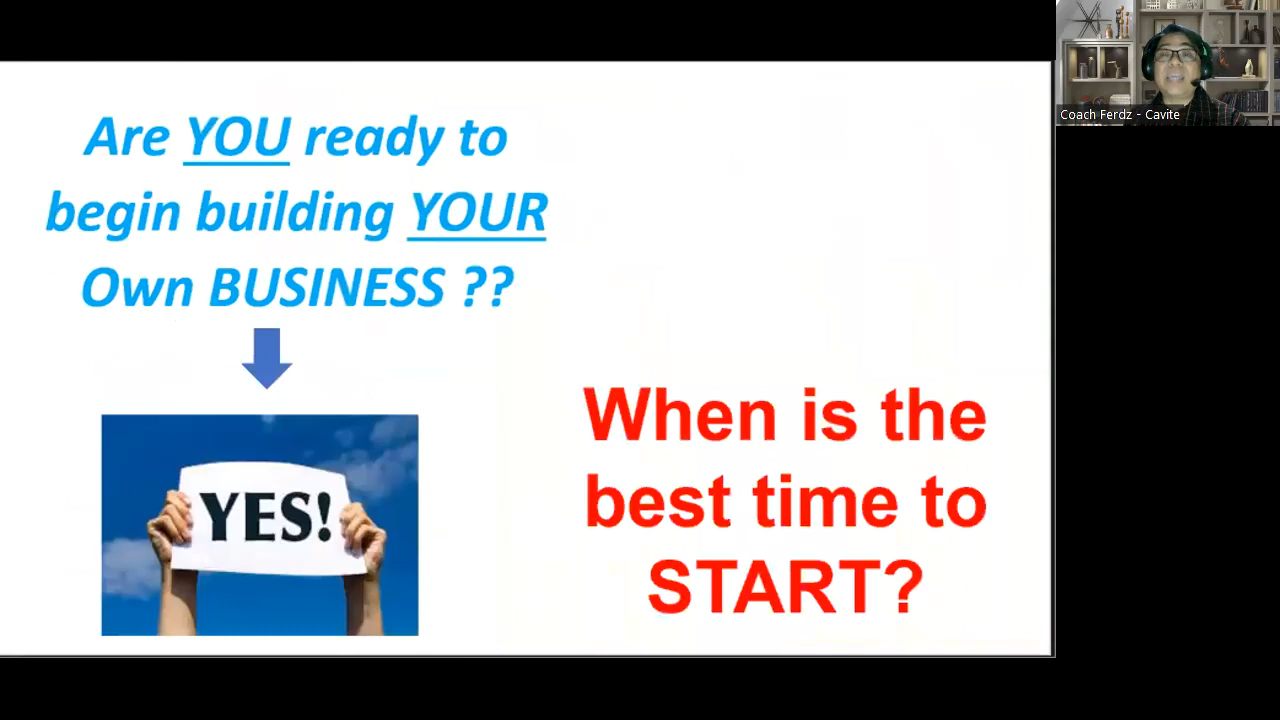 Are YOU ready to
begin building YOUR
Own BUSINESS ??
YES!
When is the
best time to
START?
Coach Ferdz - Cavite